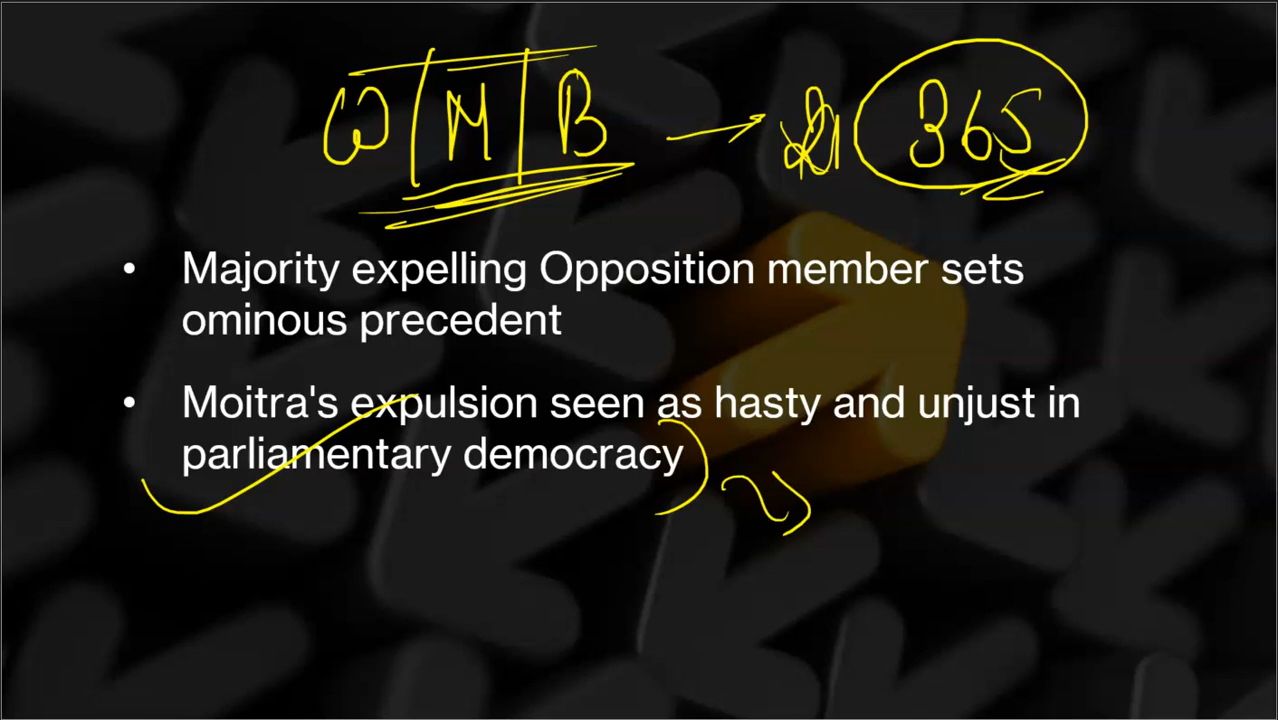 W | M | B → 365
• Majority expelling Opposition member sets
ominous precedent
• Moitra's expulsion seen as hasty and unjust in
parliamentary democracy